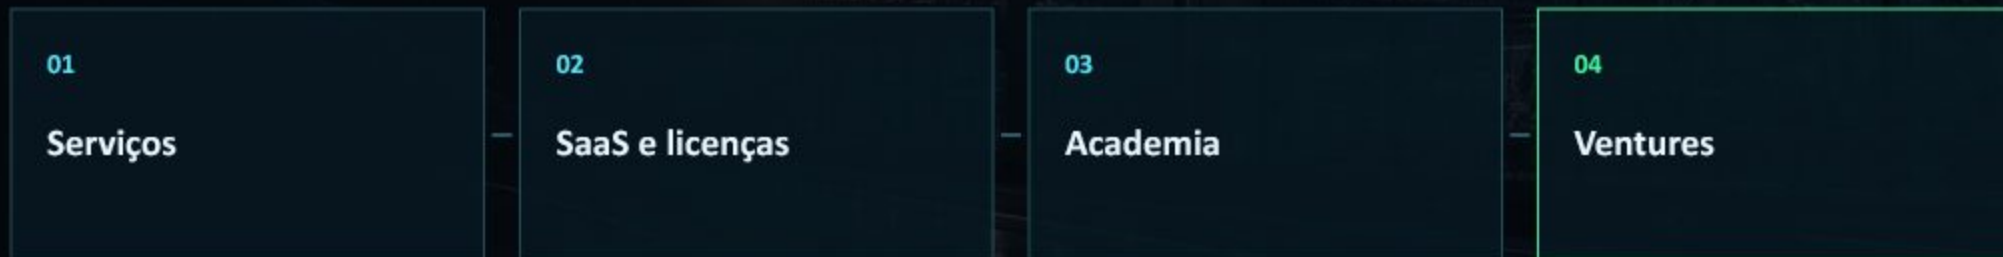 01
Serviços
02
SaaS e licenças
03
Academia
04
Ventures